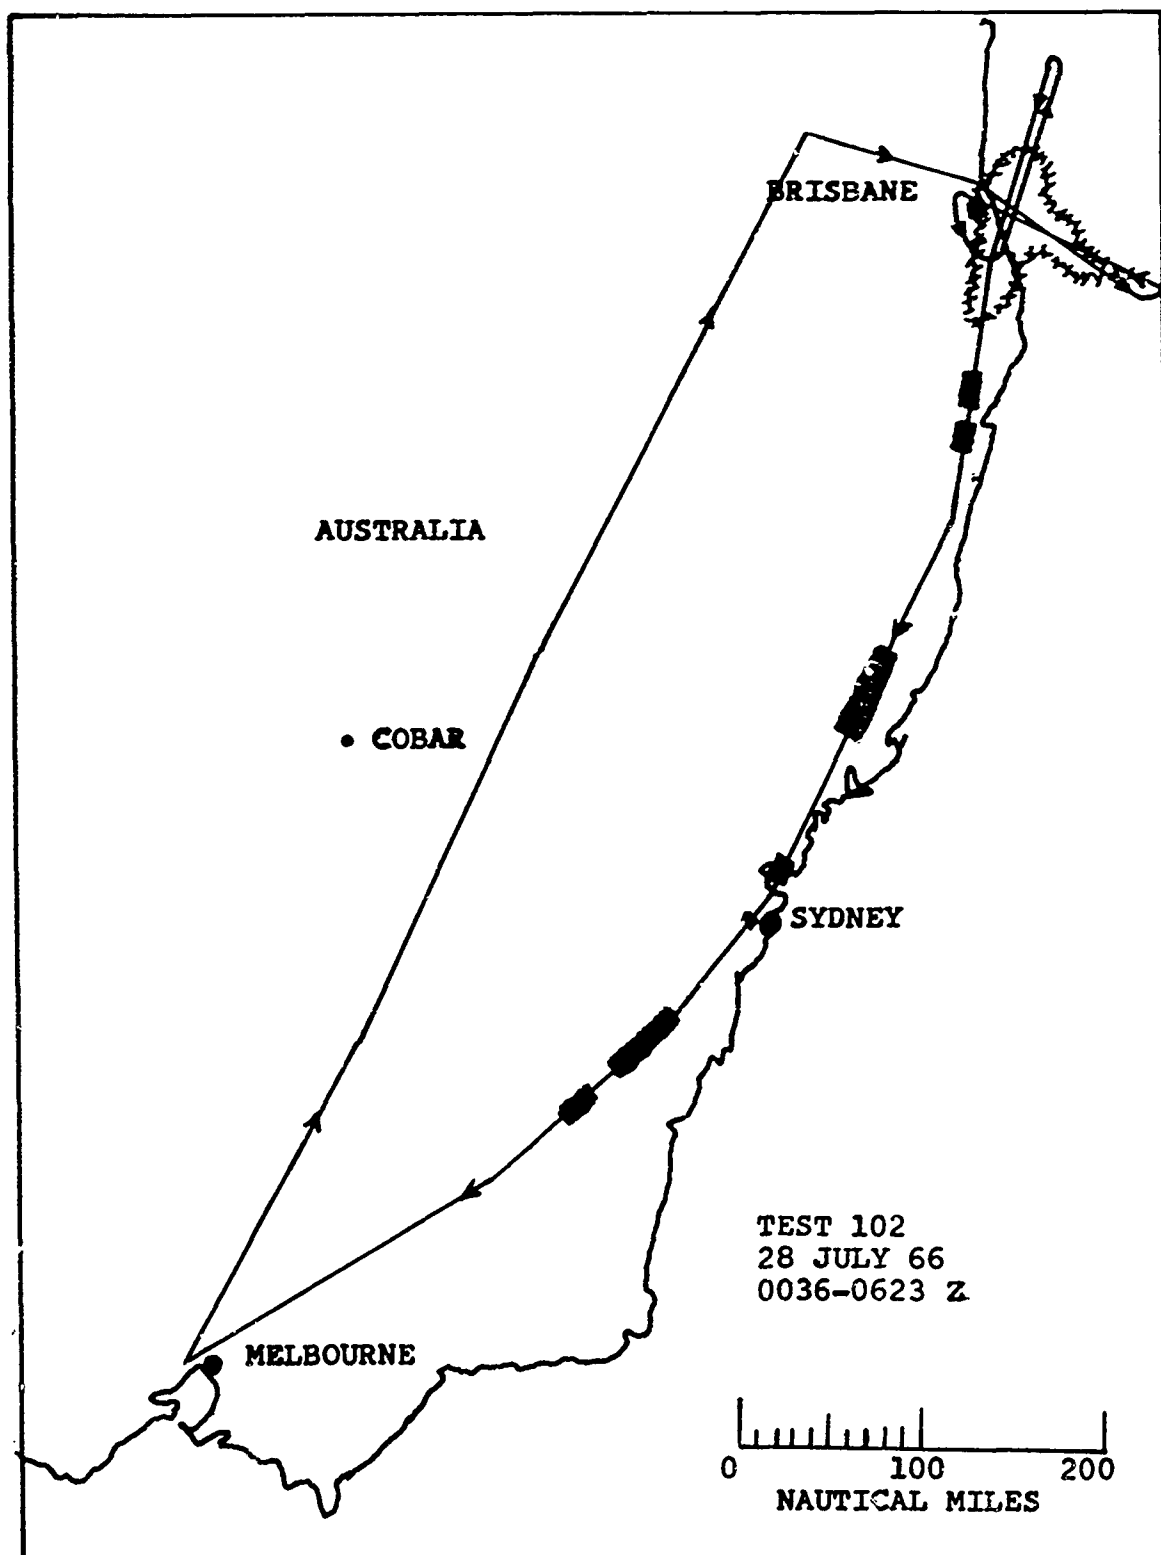 BRISBANE
AUSTRALIA
COBAR
SYDNEY
TEST 102
28 JULY 66
0036-0623 Z
MELBOURNE
0 100 200
NAUTICAL MILES